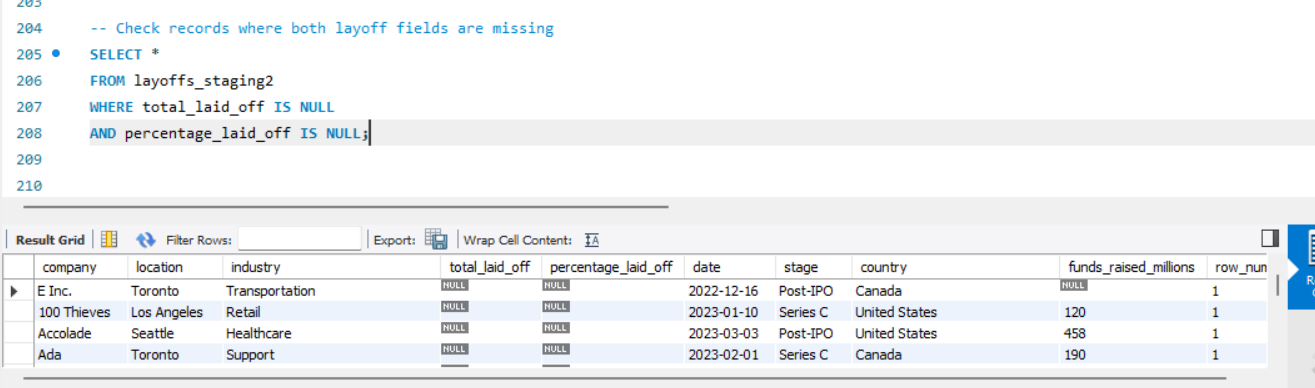 203
204 -- Check records where both layoff fields are missing
205 SELECT *
206 FROM layoffs_staging2
207 WHERE total_laid_off IS NULL
208 AND percentage_laid_off IS NULL;
209
210
Result Grid Filter Rows: Export: Wrap Cell Content: IA
company location industry total_laid_off percentage_laid_off date stage country funds_raised_millions row_num
E Inc. Toronto Transportation NULL NULL 2022-12-16 Post-IPO Canada NULL 1
100 Thieves Los Angeles Retail NULL NULL 2023-01-10 Series C United States 120 1
Accolade Seattle Healthcare NULL NULL 2023-03-03 Post-IPO United States 458 1
Ada Toronto Support NULL NULL 2023-02-01 Series C Canada 190 1